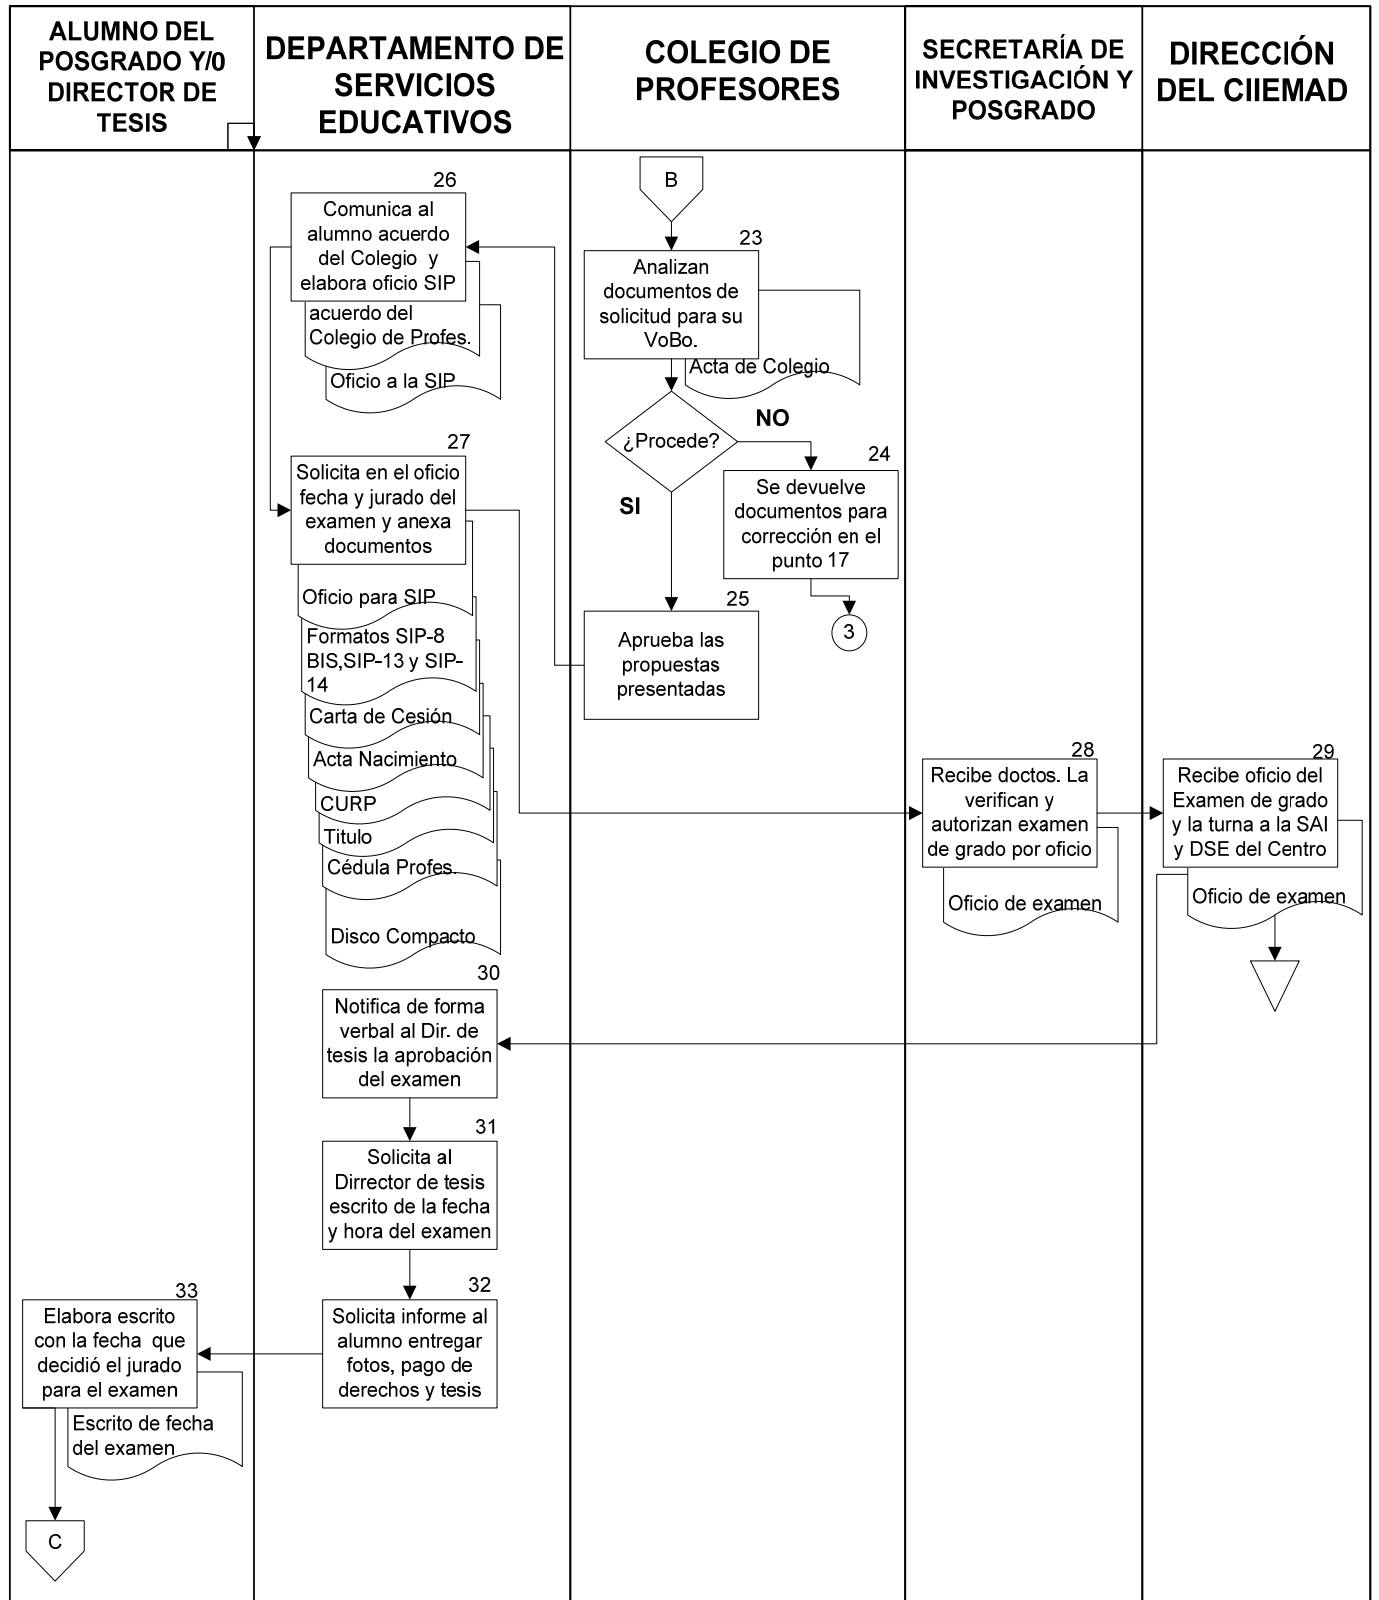 ALUMNO DEL
POSGRADO Y/0
DIRECTOR DE
TESIS
DEPARTAMENTO DE
SERVICIOS
EDUCATIVOS
COLEGIO DE
PROFESORES
SECRETARÍA DE
INVESTIGACIÓN Y
POSGRADO
DIRECCIÓN
DEL CIIEMAD
B
23
Analizan
documentos de
solicitud para su
VoBo.
Acta de Colegio
¿Procede?
NO
SI
24
Se devuelve
documentos para
corrección en el
punto 17
3
25
Aprueba las
propuestas
presentadas
26
Comunica al
alumno acuerdo
del Colegio y
elabora oficio SIP
acuerdo del
Colegio de Profes.
Oficio a la SIP
27
Solicita en el oficio
fecha y jurado del
examen y anexa
documentos
Oficio para SIP
Formatos SIP-8
BIS,SIP-13 y SIP-
14
Carta de Cesión
Acta Nacimiento
CURP
Titulo
Cédula Profes.
Disco Compacto
28
Recibe doctos. La
verifican y
autorizan examen
de grado por oficio
Oficio de examen
29
Recibe oficio del
Examen de grado
y la turna a la SAI
y DSE del Centro
Oficio de examen
30
Notifica de forma
verbal al Dir. de
tesis la aprobación
del examen
31
Solicita al
Dirrector de tesis
escrito de la fecha
y hora del examen
32
Solicita informe al
alumno entregar
fotos, pago de
derechos y tesis
33
Elabora escrito
con la fecha que
decidió el jurado
para el examen
Escrito de fecha
del examen
C